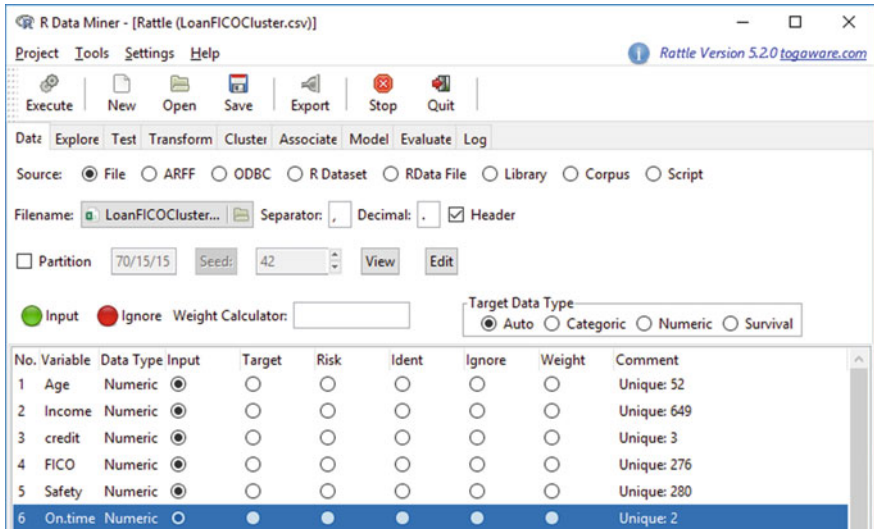 R Data Miner - [Rattle (LoanFICOCluster.csv)]
Project Tools Settings Help Rattle Version 5.2.0 togaware.com
Execute New Open Save Export Stop Quit
Data Explore Test Transform Cluster Associate Model Evaluate Log
Source: File ARFF ODBC R Dataset RData File Library Corpus Script
Filename: LoanFICOCluster... Separator: , Decimal: . Header
Partition 70/15/15 Seed: 42 View Edit
Input Ignore Weight Calculator: Target Data Type
Auto Categoric Numeric Survival
No. Variable Data Type Input Target Risk Ident Ignore Weight Comment
1 Age Numeric Unique: 52
2 Income Numeric Unique: 649
3 credit Numeric Unique: 3
4 FICO Numeric Unique: 276
5 Safety Numeric Unique: 280
6 On.time Numeric Unique: 2